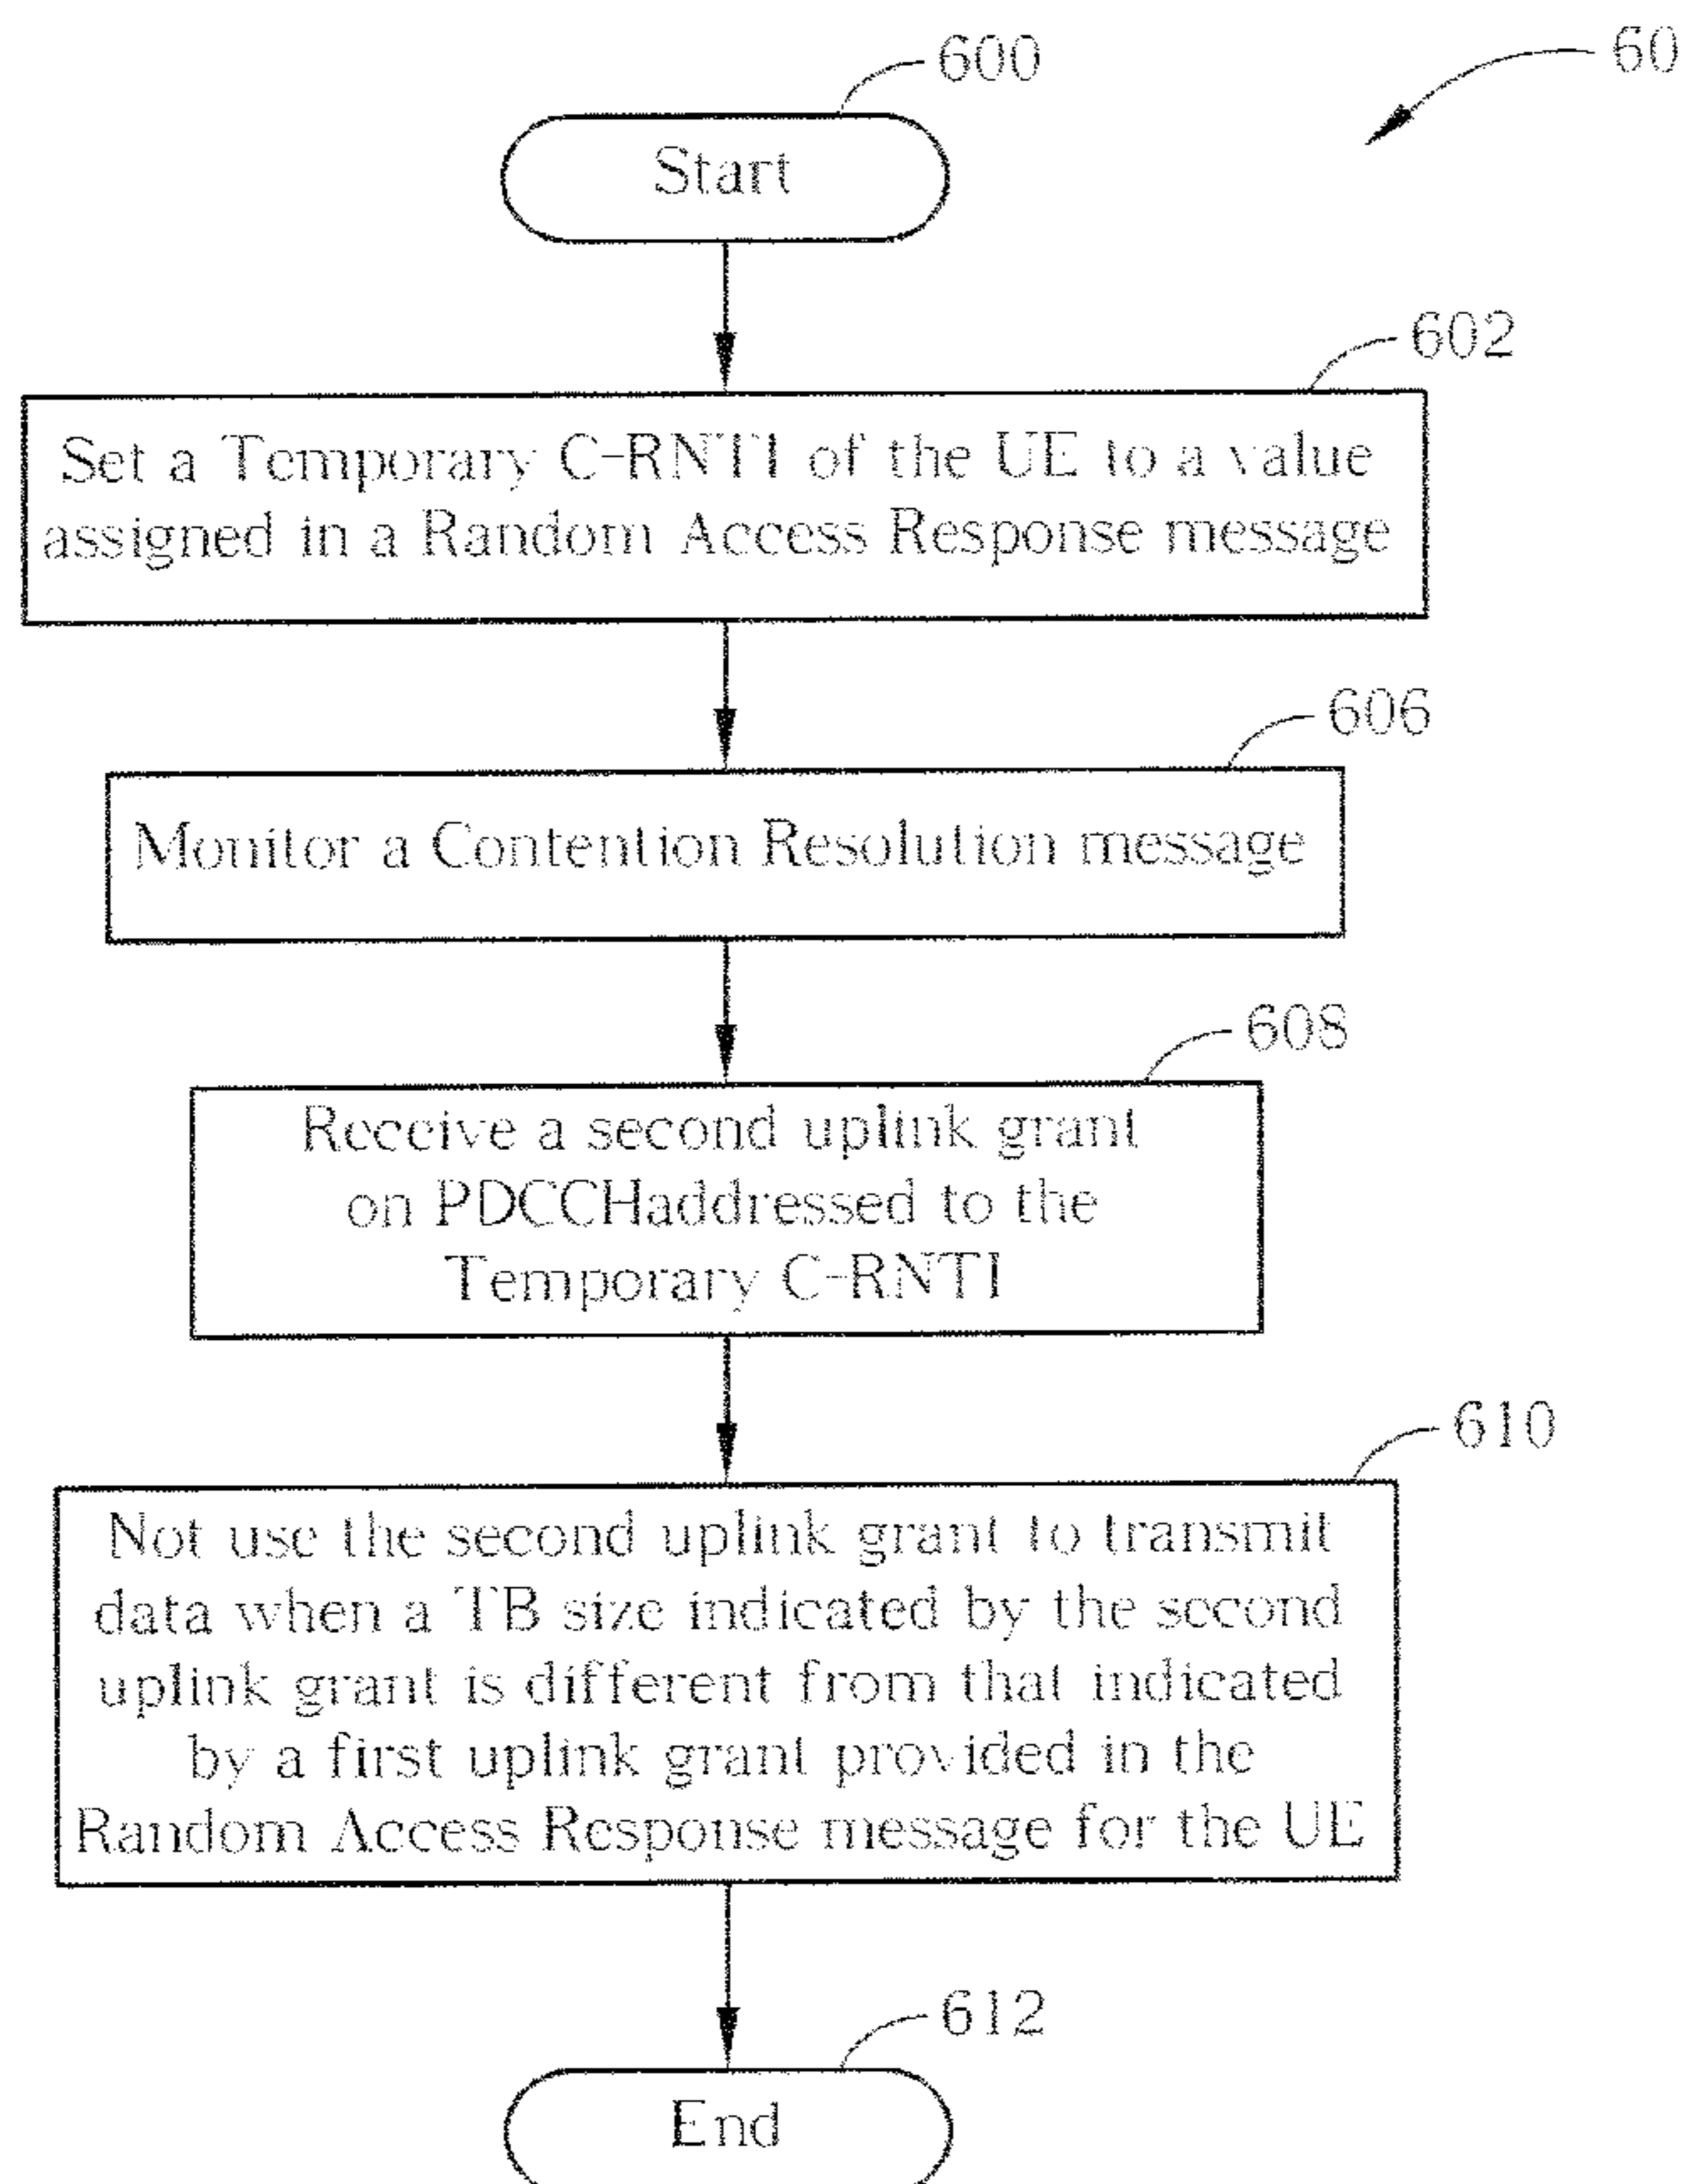 600
60
Start
602
Set a Temporary C-RNTI of the UE to a value
assigned in a Random Access Response message
606
Monitor a Contention Resolution message
608
Receive a second uplink grant
on PDCCHaddressed to the
Temporary C-RNTI
610
Not use the second uplink grant to transmit
data when a TB size indicated by the second
uplink grant is different from that indicated
by a first uplink grant provided in the
Random Access Response message for the UE
612
End